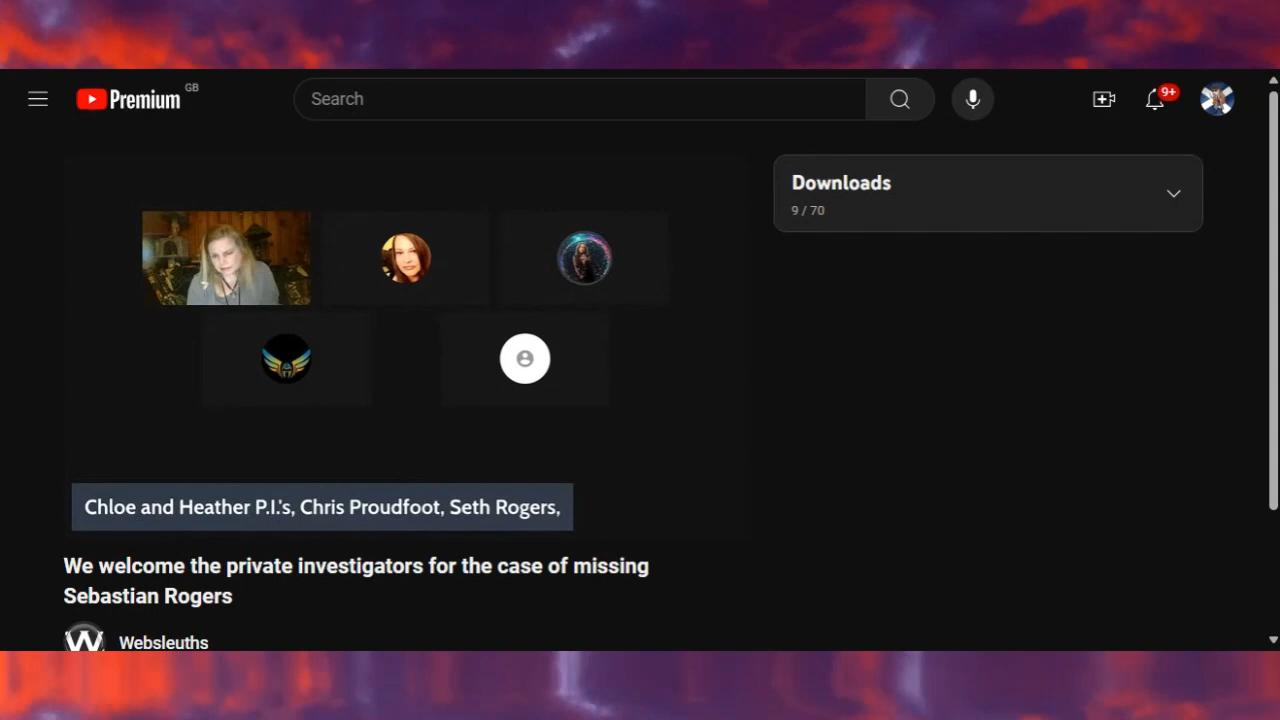 Premium GB
Search
9+
Downloads
9 / 70
Chloe and Heather P.I.'s, Chris Proudfoot, Seth Rogers,
We welcome the private investigators for the case of missing
Sebastian Rogers
W Websleuths